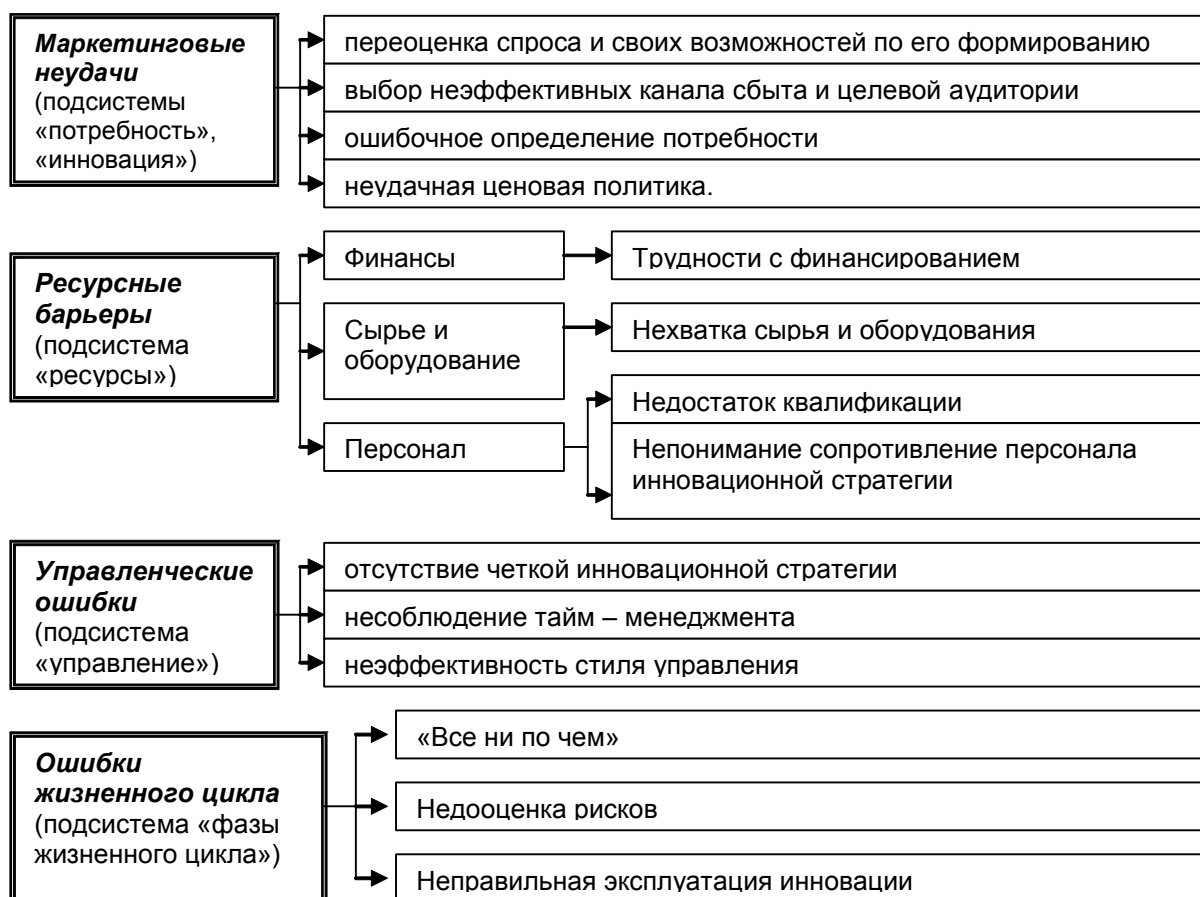 Маркетинговые
неудачи
(подсистемы
«потребность»,
«инновация»)
переоценка спроса и своих возможностей по его формированию
выбор неэффективных канала сбыта и целевой аудитории
ошибочное определение потребности
неудачная ценовая политика.
Ресурсные
барьеры
(подсистема
«ресурсы»)
Финансы
Трудности с финансированием
Сырье и
оборудование
Нехватка сырья и оборудования
Персонал
Недостаток квалификации
Непонимание сопротивление персонала
инновационной стратегии
Управленческие
ошибки
(подсистема
«управление»)
отсутствие четкой инновационной стратегии
несоблюдение тайм – менеджмента
неэффективность стиля управления
Ошибки
жизненного цикла
(подсистема «фазы
жизненного цикла»)
«Все ни по чем»
Недооценка рисков
Неправильная эксплуатация инновации